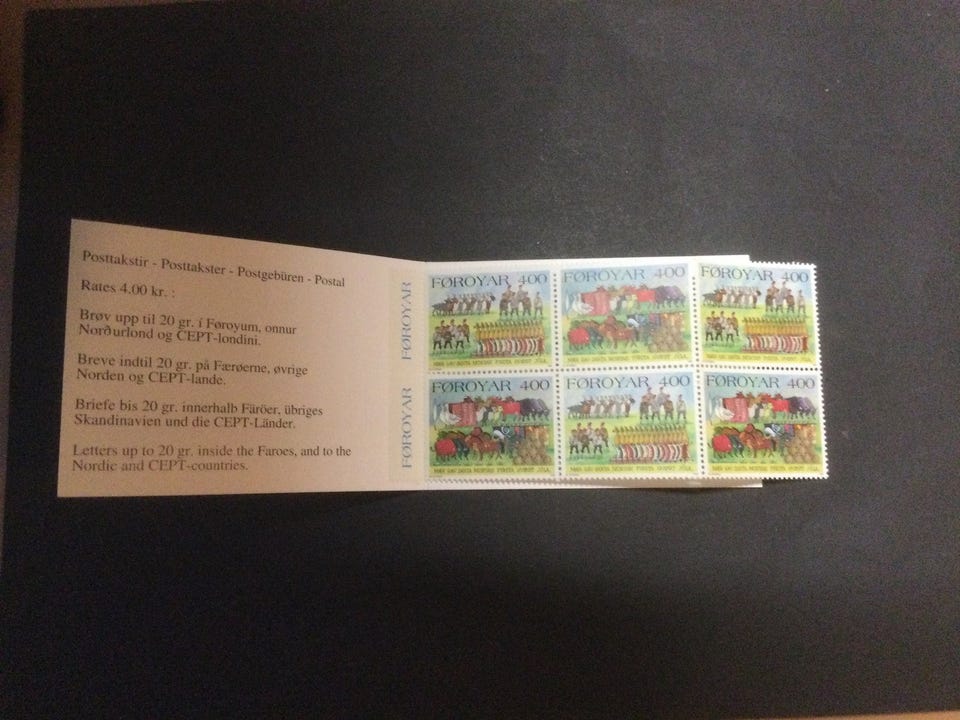 Posttakstir - Posttakster - Postgebüren - Postal
Rates 4.00 kr. :
Brøv upp til 20 gr. í Føroyum, onnur
Norðurlond og CEPT-londini.
Breve indtil 20 gr. på Færøerne, øvrige
Norden og CEPT-lande.
Briefe bis 20 gr. innerhalb Färöer, übriges
Skandinavien und die CEPT-Länder.
Letters up to 20 gr. inside the Faroes, and to the
Nordic and CEPT-countries.
FØROYAR
FØROYAR
FØROYAR 400
FØROYAR 400
FØROYAR 400
FØROYAR 400
FØROYAR 400
FØROYAR 400